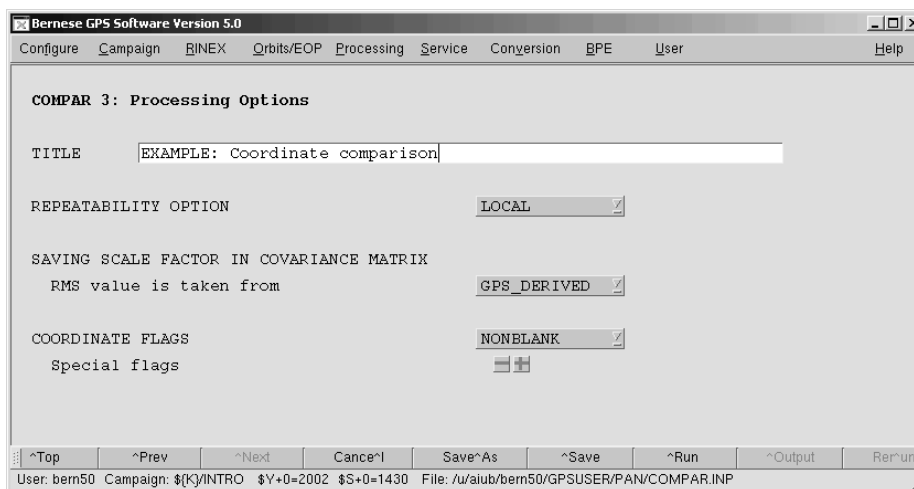 Bernese GPS Software Version 5.0
Configure Campaign RINEX Orbits/EOP Processing Service Conversion BPE User Help
COMPAR 3: Processing Options
TITLE EXAMPLE: Coordinate comparison
REPEATABILITY OPTION LOCAL
SAVING SCALE FACTOR IN COVARIANCE MATRIX
RMS value is taken from GPS_DERIVED
COORDINATE FLAGS NONBLANK
Special flags
^Top ^Prev ^Next Cance^l Save^As ^Save ^Run ^Output Rer^un
User: bern50 Campaign: ${K}/INTRO $Y+0=2002 $S+0=1430 File: /u/aiub/bern50/GPSUSER/PAN/COMPAR.INP